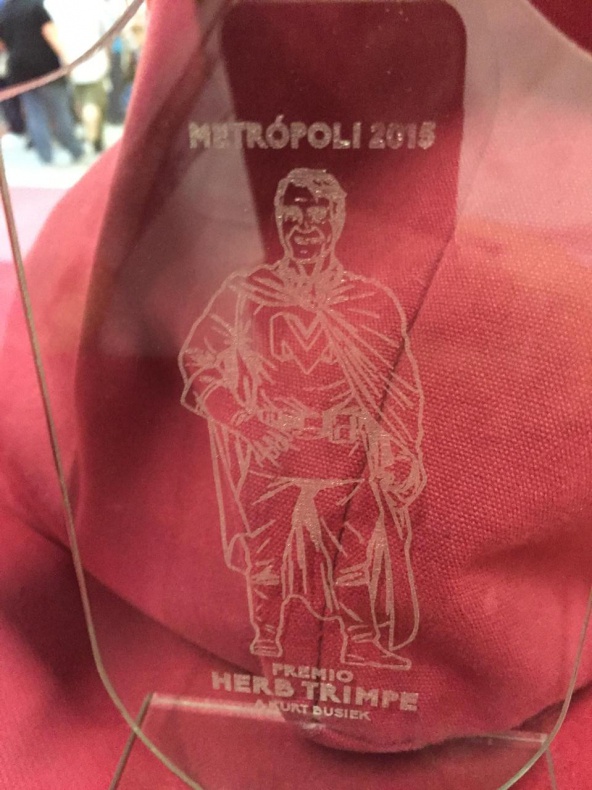 METRÓPOLI 2015
M
PREMIO
HERB TRIMPE
A KURT BUSIEK